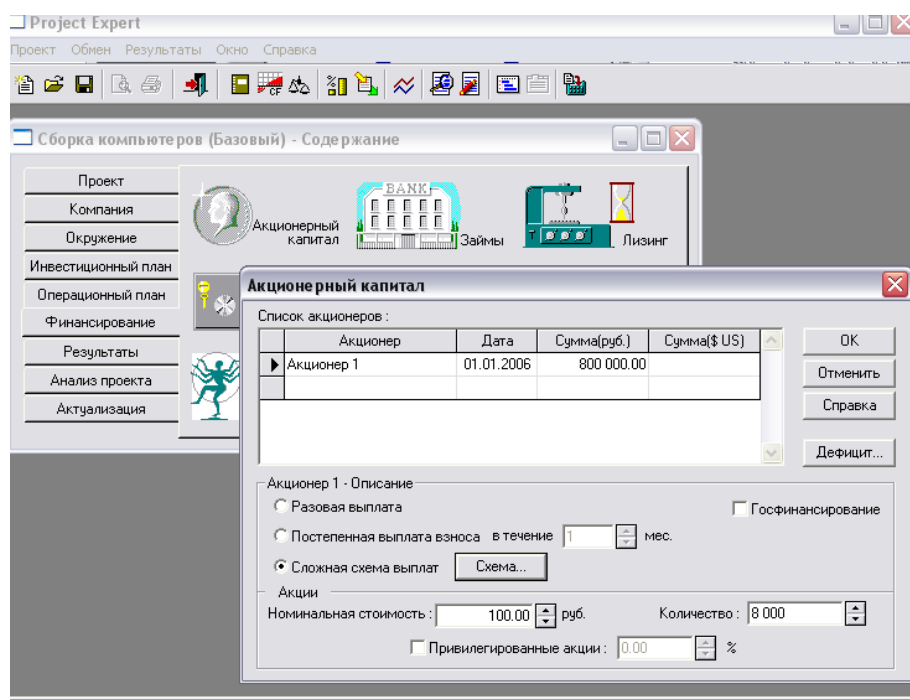 Project Expert
Проект Обмен Результаты Окно Справка
CF
Сборка компьютеров (Базовый) - Содержание
Проект
Компания
Окружение
Инвестиционный план
Операционный план
Финансирование
Результаты
Анализ проекта
Актуализация
Акционерный капитал
BANK
Займы
Лизинг
Акционерный капитал
Список акционеров :
Акционер Дата Сумма(руб.) Сумма($ US)
Акционер 1 01.01.2006 800 000.00
OK
Отменить
Справка
Дефицит...
Акционер 1 - Описание
Разовая выплата
Госфинансирование
Постепенная выплата взноса в течение 1 мес.
Сложная схема выплат Схема...
Акции
Номинальная стоимость : 100.00 руб. Количество : 8 000
Привилегированные акции : 0.00 %